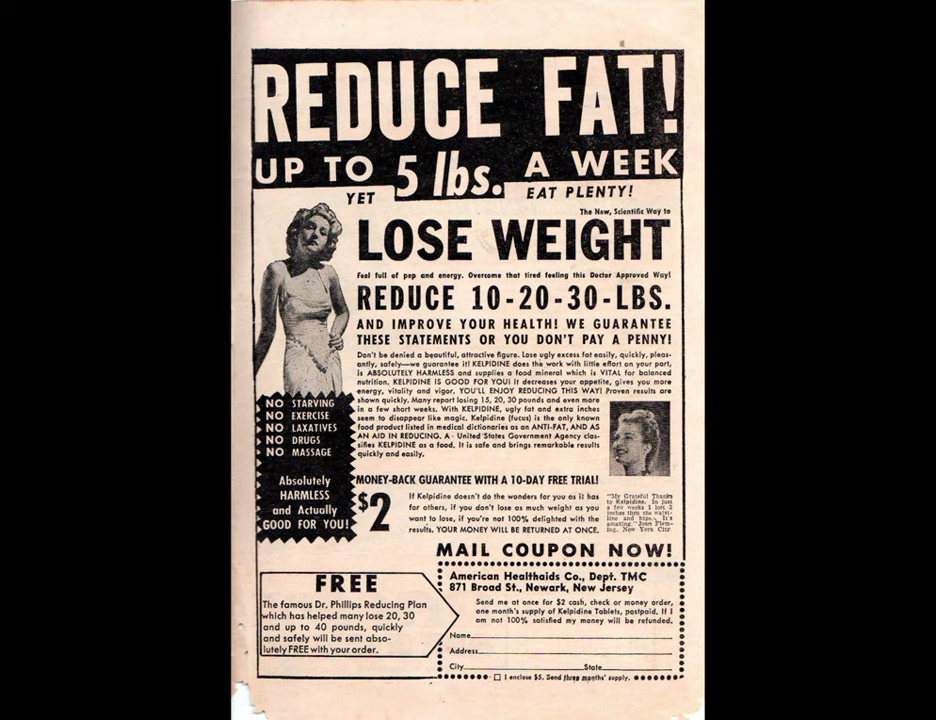 REDUCE FAT!
UP TO 5 lbs. A WEEK
YET EAT PLENTY!
The New, Scientific Way to
LOSE WEIGHT
Feel full of pep and energy. Overcome that tired feeling this Doctor Approved Way!
REDUCE 10-20-30-LBS.
AND IMPROVE YOUR HEALTH! WE GUARANTEE
THESE STATEMENTS OR YOU DON'T PAY A PENNY!
Don't be denied a beautiful, attractive figure. Lose ugly excess fat easily, quickly, pleas-
antly, safely—we guarantee it! KELPIDINE does the work with little effort on your part,
is ABSOLUTELY HARMLESS and supplies a food mineral which is VITAL for balanced
nutrition. KELPIDINE IS GOOD FOR YOU! It decreases your appetite, gives you more
energy, vitality and vigor. YOU'LL ENJOY REDUCING THIS WAY! Proven results are
shown quickly. Many report losing 15, 20, 30 pounds and even more
in a few short weeks. With KELPIDINE, ugly fat and extra inches
seem to disappear like magic. Kelpidine (fucus) is the only known
food product listed in medical dictionaries as an ANTI-FAT, AND AS
AN AID IN REDUCING. A United States Government Agency clas-
sifies KELPIDINE as a food. It is safe and brings remarkable results
quickly and easily.
NO STARVING
NO EXERCISE
NO LAXATIVES
NO DRUGS
NO MASSAGE
Absolutely
HARMLESS
and Actually
GOOD FOR YOU!
MONEY-BACK GUARANTEE WITH A 10-DAY FREE TRIAL!
$2
If Kelpidine doesn't do the wonders for you as it has
for others, if you don't lose as much weight as you
want to lose, if you're not 100% delighted with the
results. YOUR MONEY WILL BE RETURNED AT ONCE.
"My Grateful Thanks
to Kelpidine. In just
a few weeks I lost 3
inches thru the waist-
line and hips. It's
amazing." Joan Flem-
ing, New York City
MAIL COUPON NOW!
FREE
The famous Dr. Phillips Reducing Plan
which has helped many lose 20, 30
and up to 40 pounds, quickly
and safely will be sent abso-
lutely FREE with your order.
American Healthaids Co., Dept. TMC
871 Broad St., Newark, New Jersey
Send me at once for $2 cash, check or money order,
one month's supply of Kelpidine Tablets, postpaid. If I
am not 100% satisfied my money will be refunded.
Name
Address
City State
I enclose $5. Send three months' supply.